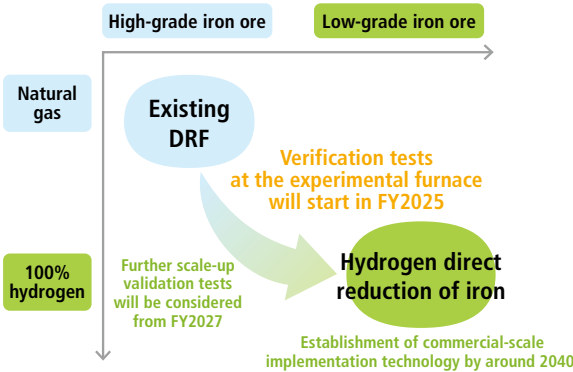 High-grade iron ore
Low-grade iron ore
Natural
gas
Existing
DRF
Verification tests
at the experimental furnace
will start in FY2025
100%
hydrogen
Further scale-up
validation tests
will be considered
from FY2027
Hydrogen direct
reduction of iron
Establishment of commercial-scale
implementation technology by around 2040